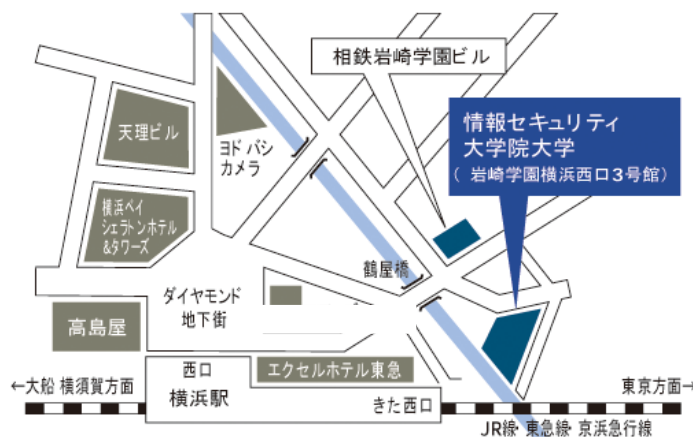 相鉄岩崎学園ビル
情報セキュリティ
大学院大学
( 岩崎学園横浜西口3号館)
天理ビル
ヨドバシ
カメラ
横浜ベイ
シェラトンホテル
&タワーズ
鶴屋橋
ダイヤモンド
地下街
高島屋
西口
横浜駅
エクセルホテル東急
きた西口
←大船 横須賀方面
東京方面→
JR線・東急線・京浜急行線